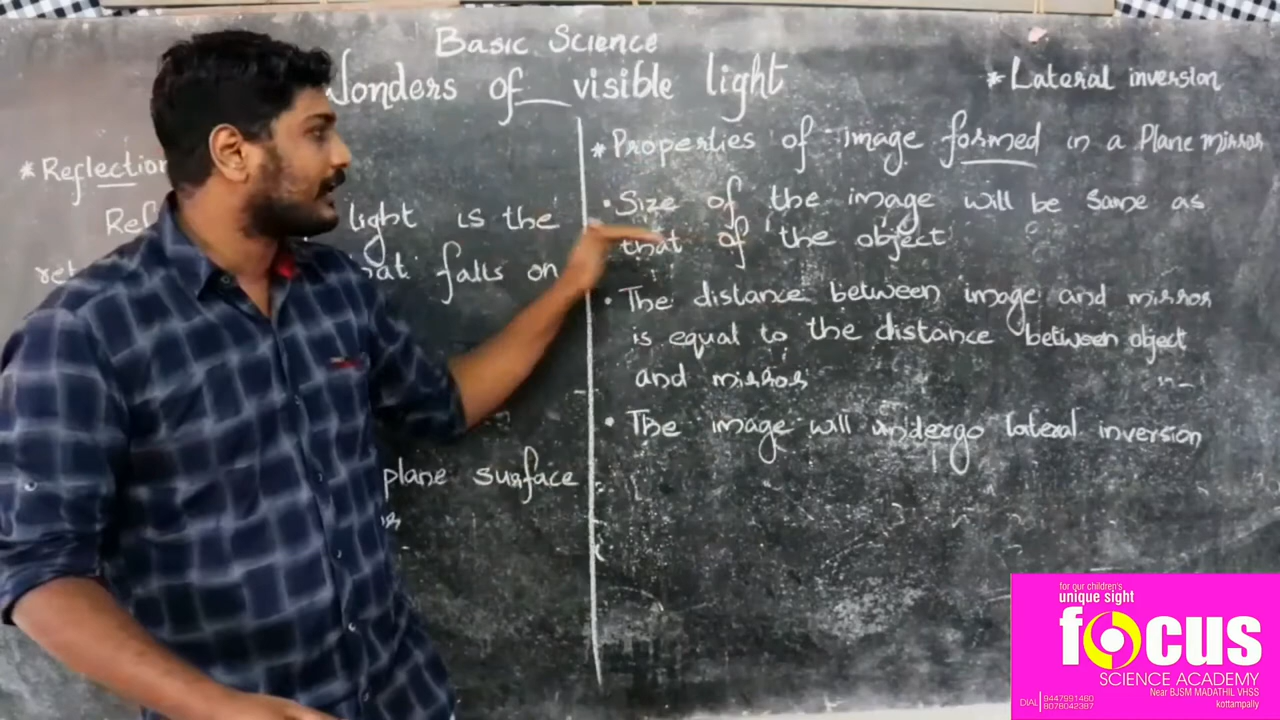 Basic Science
Wonders of visible light
* Lateral inversion
* Reflection
light is the
falls on
plane surface
* Properties of image formed in a Plane mirror
• Size of the image will be same as
that of the object
• The distance between image and mirror
is equal to the distance between object
and mirror
• The image will undergo lateral inversion
for our children's
unique sight
focus
SCIENCE ACADEMY
Near BJSM MADATHIL VHSS
kottampally
DIAL 9447991460
8078042387